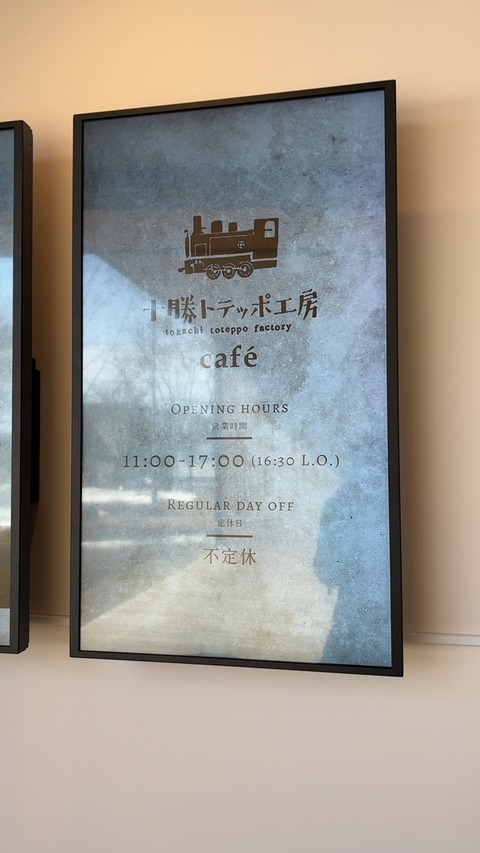 十勝トテッポ工房
tokachi toteppo factory
café
OPENING HOURS
営業時間
11:00-17:00 (16:30 L.O.)
REGULAR DAY OFF
定休日
不定休